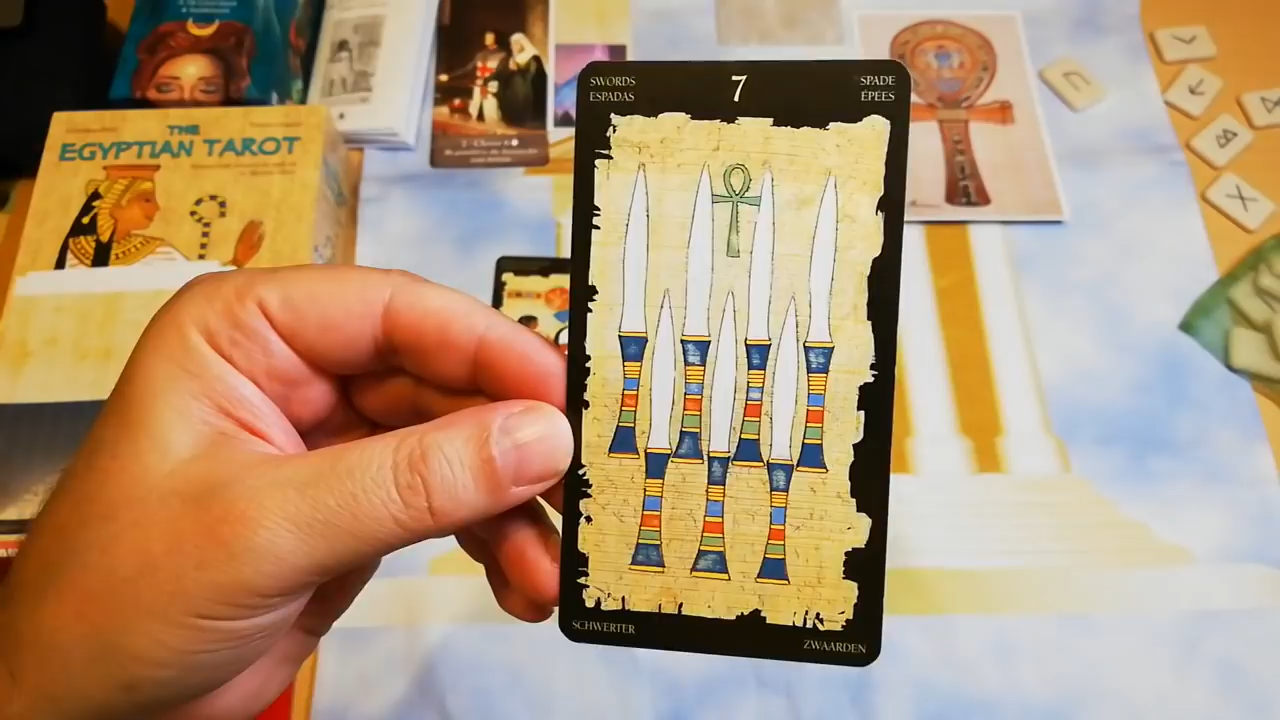 THE
EGYPTIAN TAROT
SWORDS
ESPADAS
7
SPADE
ÉPÉES
SCHWERTER
ZWAARDEN